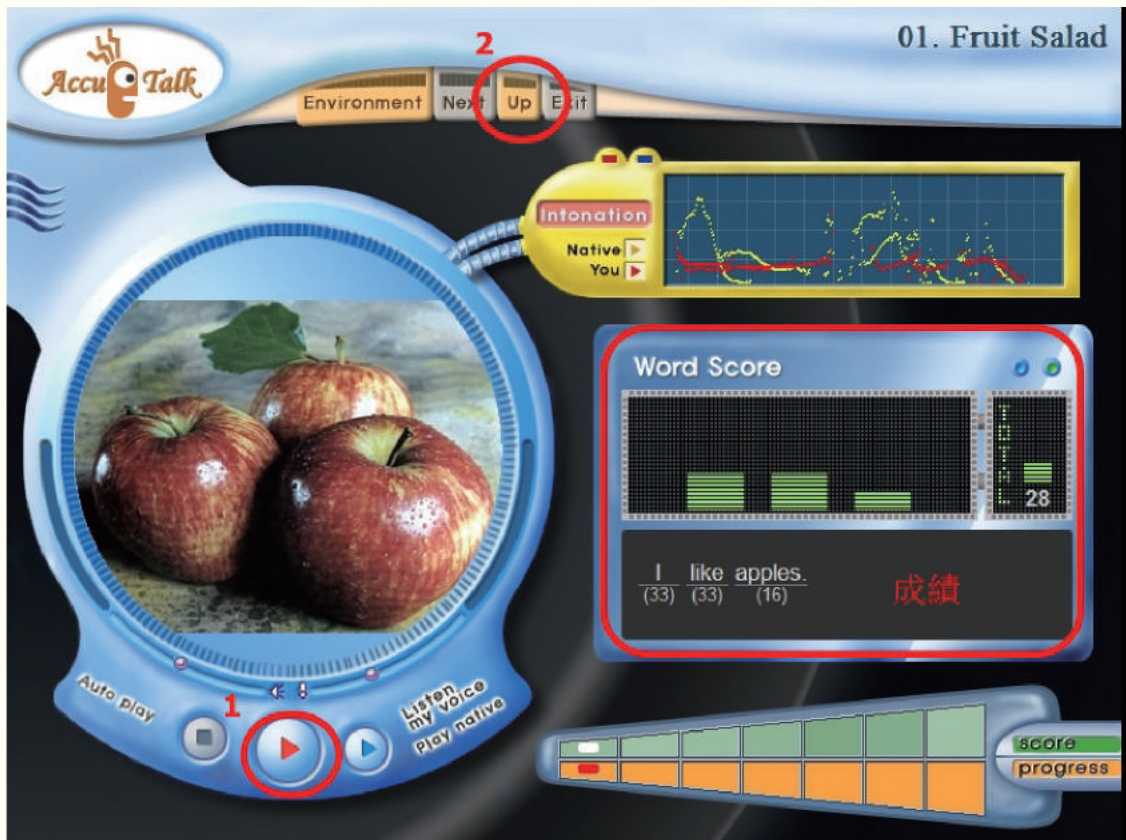 Accu Talk
01. Fruit Salad
2
Environment
Next
Up
Exit
Intonation
Native
You
Word Score
TOTAL
28
I like apples.
(33) (33) (16)
成績
Auto play
1
Listen
my voice
Play native
score
progress